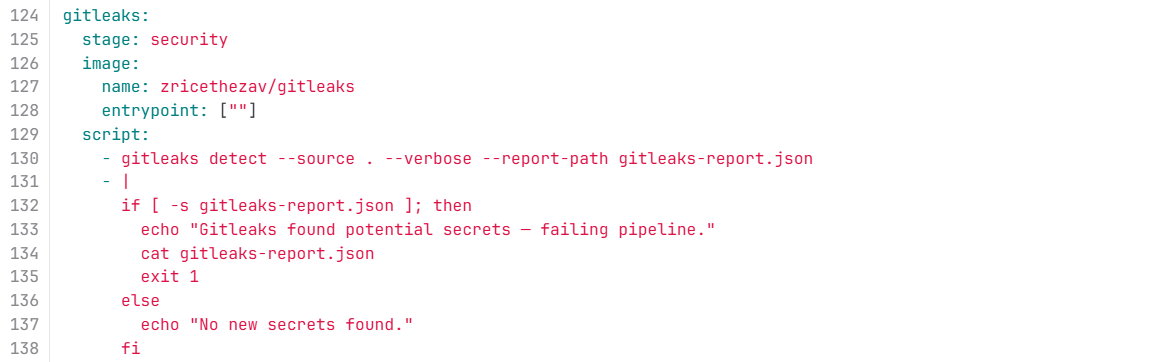 124 gitleaks:
125   stage: security
126   image:
127     name: zricethezav/gitleaks
128     entrypoint: [""]
129   script:
130     - gitleaks detect --source . --verbose --report-path gitleaks-report.json
131     - |
132       if [ -s gitleaks-report.json ]; then
133         echo "Gitleaks found potential secrets — failing pipeline."
134         cat gitleaks-report.json
135         exit 1
136       else
137         echo "No new secrets found."
138       fi